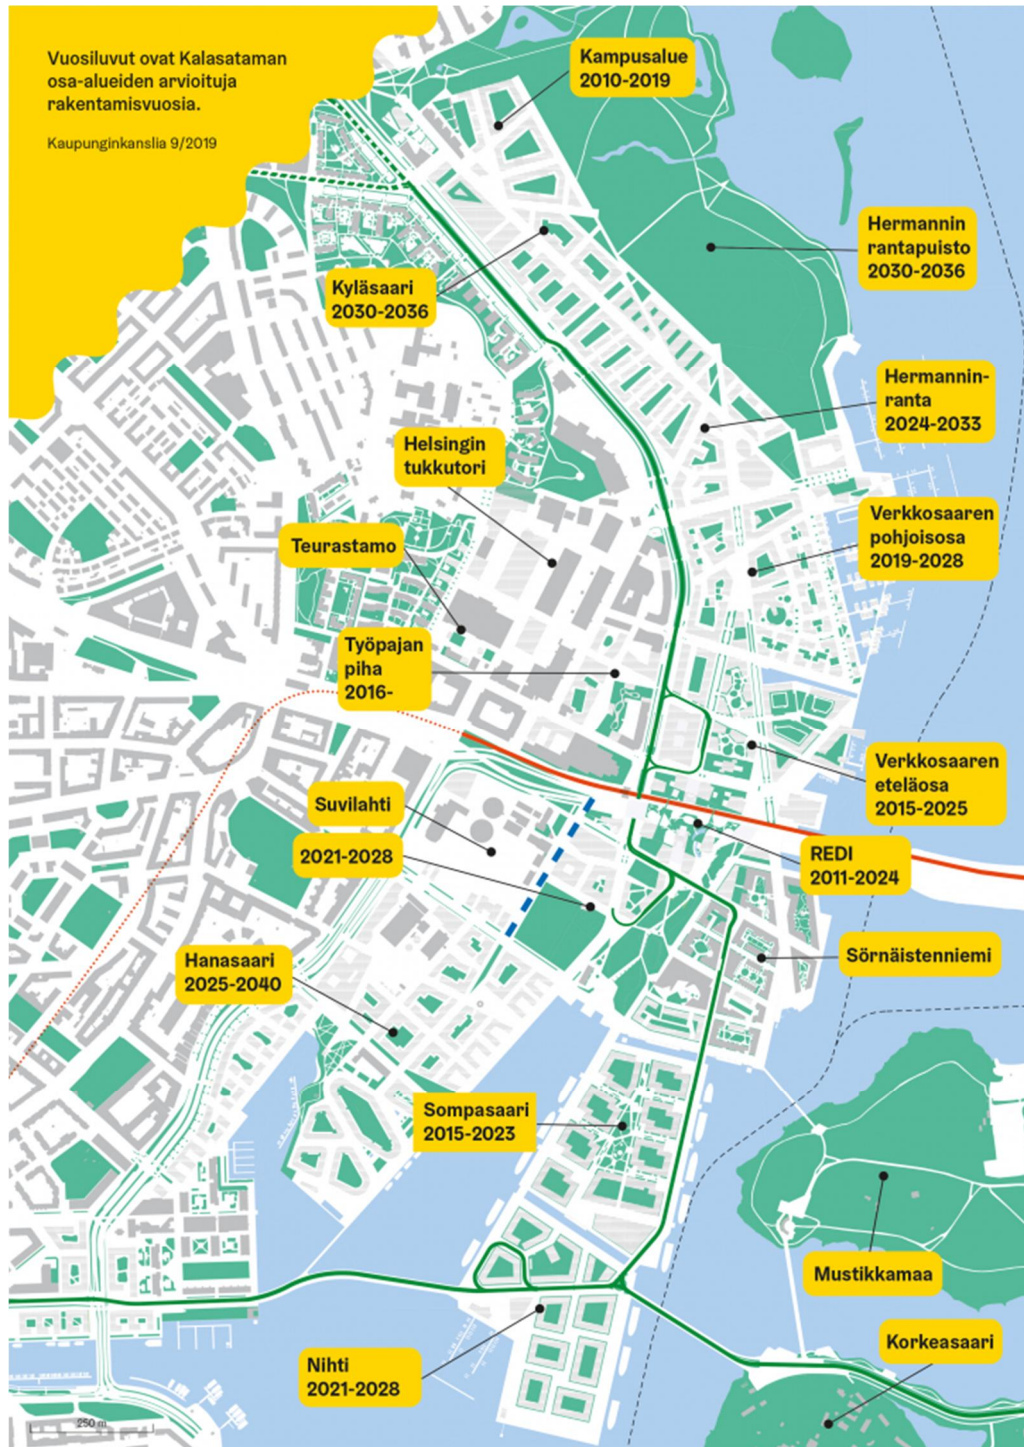 Vuosiluvut ovat Kalasataman
osa-alueiden arvioituja
rakentamisvuosia.
Kaupunginkanslia 9/2019
Kampusalue
2010-2019
Hermannin
rantapuisto
2030-2036
Kyläsaari
2030-2036
Hermannin-
ranta
2024-2033
Helsingin
tukkutori
Verkkosaaren
pohjoisosa
2019-2028
Teurastamo
Työpajan
piha
2016-
Verkkosaaren
eteläosa
2015-2025
Suvilahti
2021-2028
REDI
2011-2024
Sörnäistenniemi
Hanasaari
2025-2040
Sompasaari
2015-2023
Mustikkamaa
Korkeasaari
Nihti
2021-2028
250 m